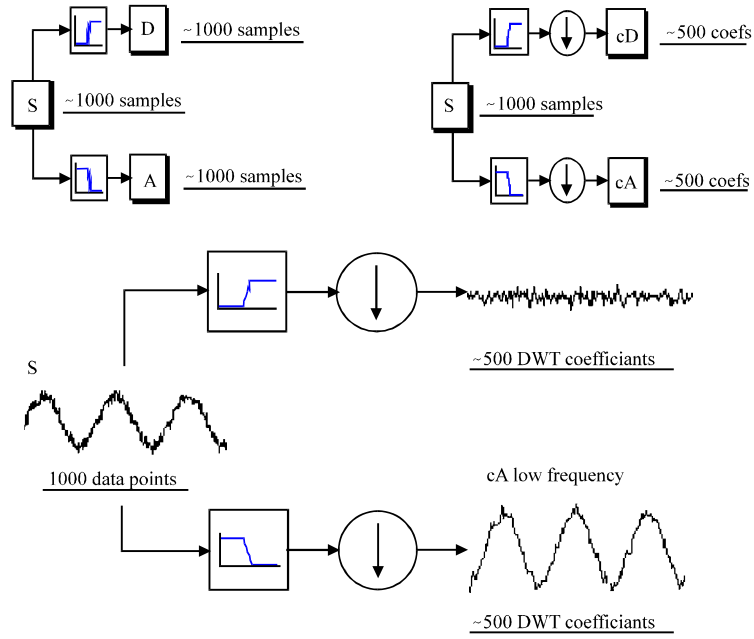 D
~1000 samples
S
~1000 samples
A
~1000 samples
cD
~500 coefs
S
~1000 samples
cA
~500 coefs
~500 DWT coefficiants
S
1000 data points
cA low frequency
~500 DWT coefficiants